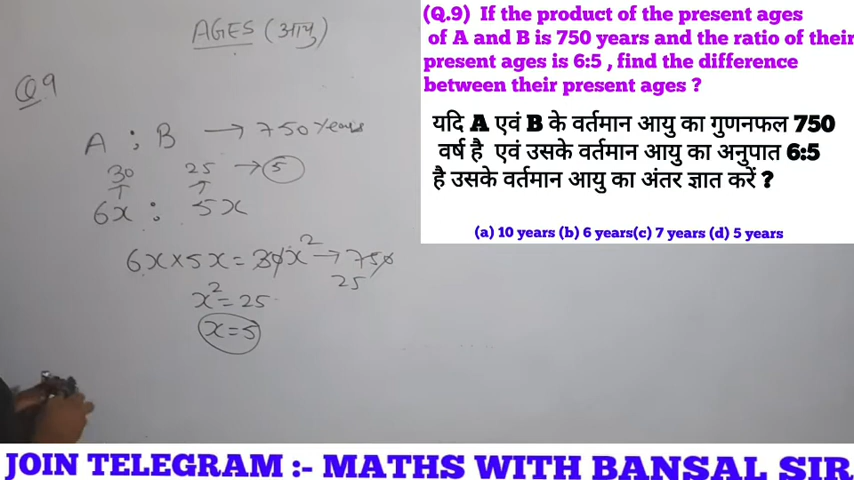 AGES (आयु)
Q 9
A : B → 750 Years
30 25 → 5
6x : 5x
6x×5x = 30x² → 750
25
x² = 25
x = 5
(Q.9) If the product of the present ages
of A and B is 750 years and the ratio of their
present ages is 6:5 , find the difference
between their present ages ?
यदि A एवं B के वर्तमान आयु का गुणनफल 750
वर्ष है एवं उसके वर्तमान आयु का अनुपात 6:5
है उसके वर्तमान आयु का अंतर ज्ञात करें ?
(a) 10 years (b) 6 years(c) 7 years (d) 5 years
JOIN TELEGRAM :- MATHS WITH BANSAL SIR